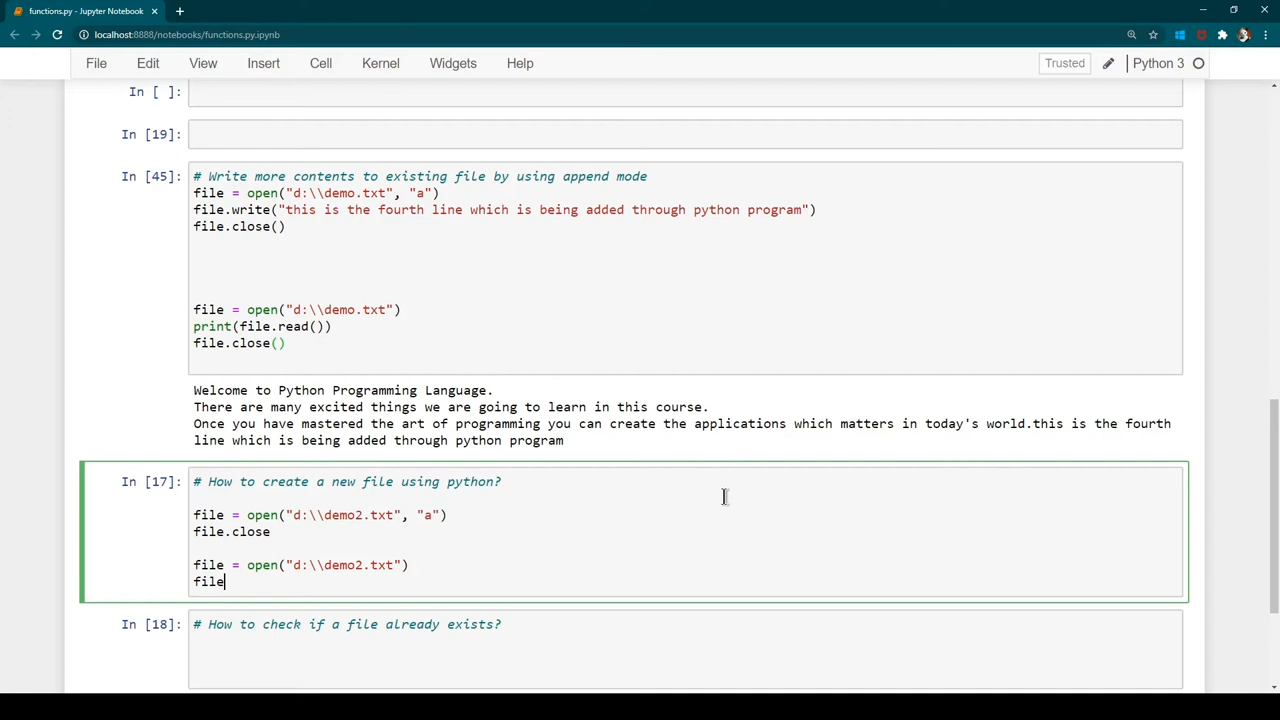 functions.py - Jupyter Notebook
localhost:8888/notebooks/functions.py.ipynb
File Edit View Insert Cell Kernel Widgets Help Trusted Python 3
In [ ]:
In [19]:
In [45]: # Write more contents to existing file by using append mode
file = open("d:\\demo.txt", "a")
file.write("this is the fourth line which is being added through python program")
file.close()
file = open("d:\\demo.txt")
print(file.read())
file.close()
Welcome to Python Programming Language.
There are many excited things we are going to learn in this course.
Once you have mastered the art of programming you can create the applications which matters in today's world.this is the fourth
line which is being added through python program
In [17]: # How to create a new file using python?
file = open("d:\\demo2.txt", "a")
file.close
file = open("d:\\demo2.txt")
file
In [18]: # How to check if a file already exists?